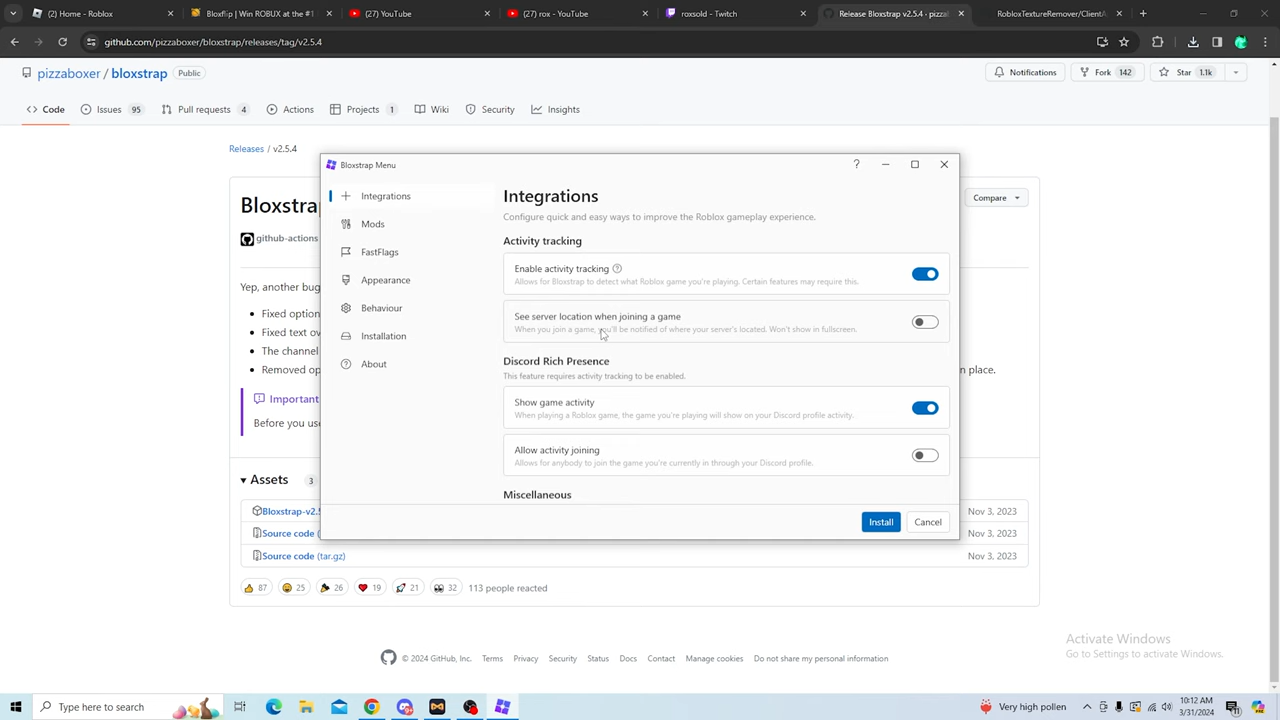 (2) Home - Roblox
Bloxflip | Win ROBUX at the #1
(27) YouTube
(27) rox - YouTube
roxsold - Twitch
Release Bloxstrap v2.5.4 · pizza
RobloxTextureRemover/ClientA
github.com/pizzaboxer/bloxstrap/releases/tag/v2.5.4
pizzaboxer / bloxstrap Public
Notifications
Fork 142
Star 1.1k
Code
Issues 95
Pull requests 4
Actions
Projects 1
Wiki
Security
Insights
Releases / v2.5.4
Bloxstrap
Compare
github-actions
Yep, another bug
Fixed option
Fixed text ov
The channel
Removed op
n place.
Important
Before you use
Assets 3
Bloxstrap-v2.5
Nov 3, 2023
Source code (
Nov 3, 2023
Source code (tar.gz)
Nov 3, 2023
87
25
26
19
21
32
113 people reacted
Bloxstrap Menu
?
Integrations
Mods
FastFlags
Appearance
Behaviour
Installation
About
Integrations
Configure quick and easy ways to improve the Roblox gameplay experience.
Activity tracking
Enable activity tracking
Allows for Bloxstrap to detect what Roblox game you're playing. Certain features may require this.
See server location when joining a game
When you join a game, you'll be notified of where your server's located. Won't show in fullscreen.
Discord Rich Presence
This feature requires activity tracking to be enabled.
Show game activity
When playing a Roblox game, the game you're playing will show on your Discord profile activity.
Allow activity joining
Allows for anybody to join the game you're currently in through your Discord profile.
Miscellaneous
Install
Cancel
© 2024 GitHub, Inc.
Terms
Privacy
Security
Status
Docs
Contact
Manage cookies
Do not share my personal information
Activate Windows
Go to Settings to activate Windows.
Type here to search
Very high pollen
10:12 AM
3/31/2024